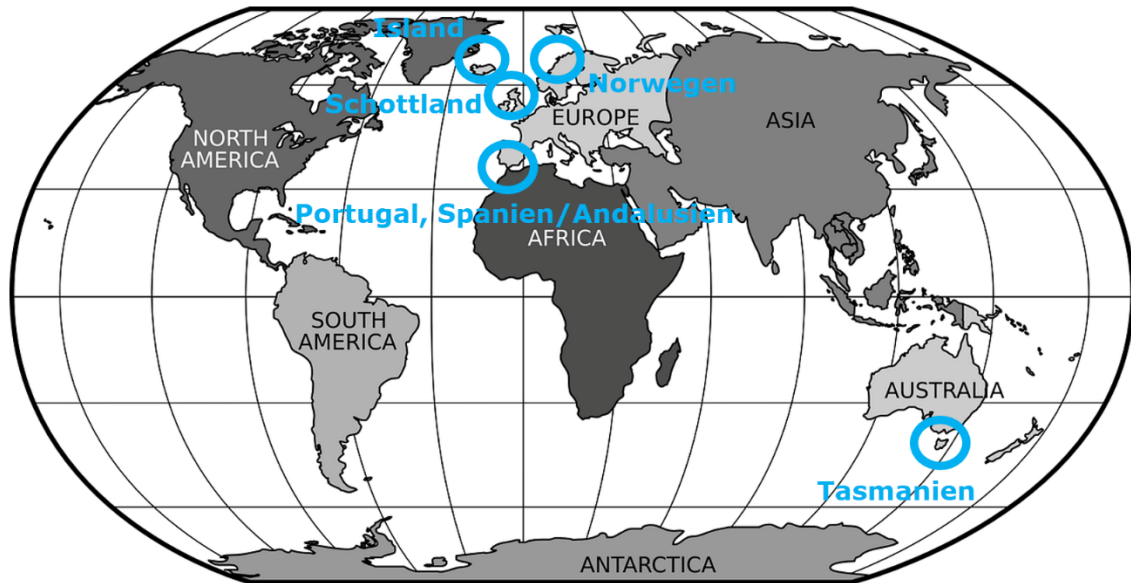 Island
Norwegen
Schottland
EUROPE
ASIA
NORTH
AMERICA
Portugal, Spanien/Andalusien
AFRICA
SOUTH
AMERICA
AUSTRALIA
Tasmanien
ANTARCTICA